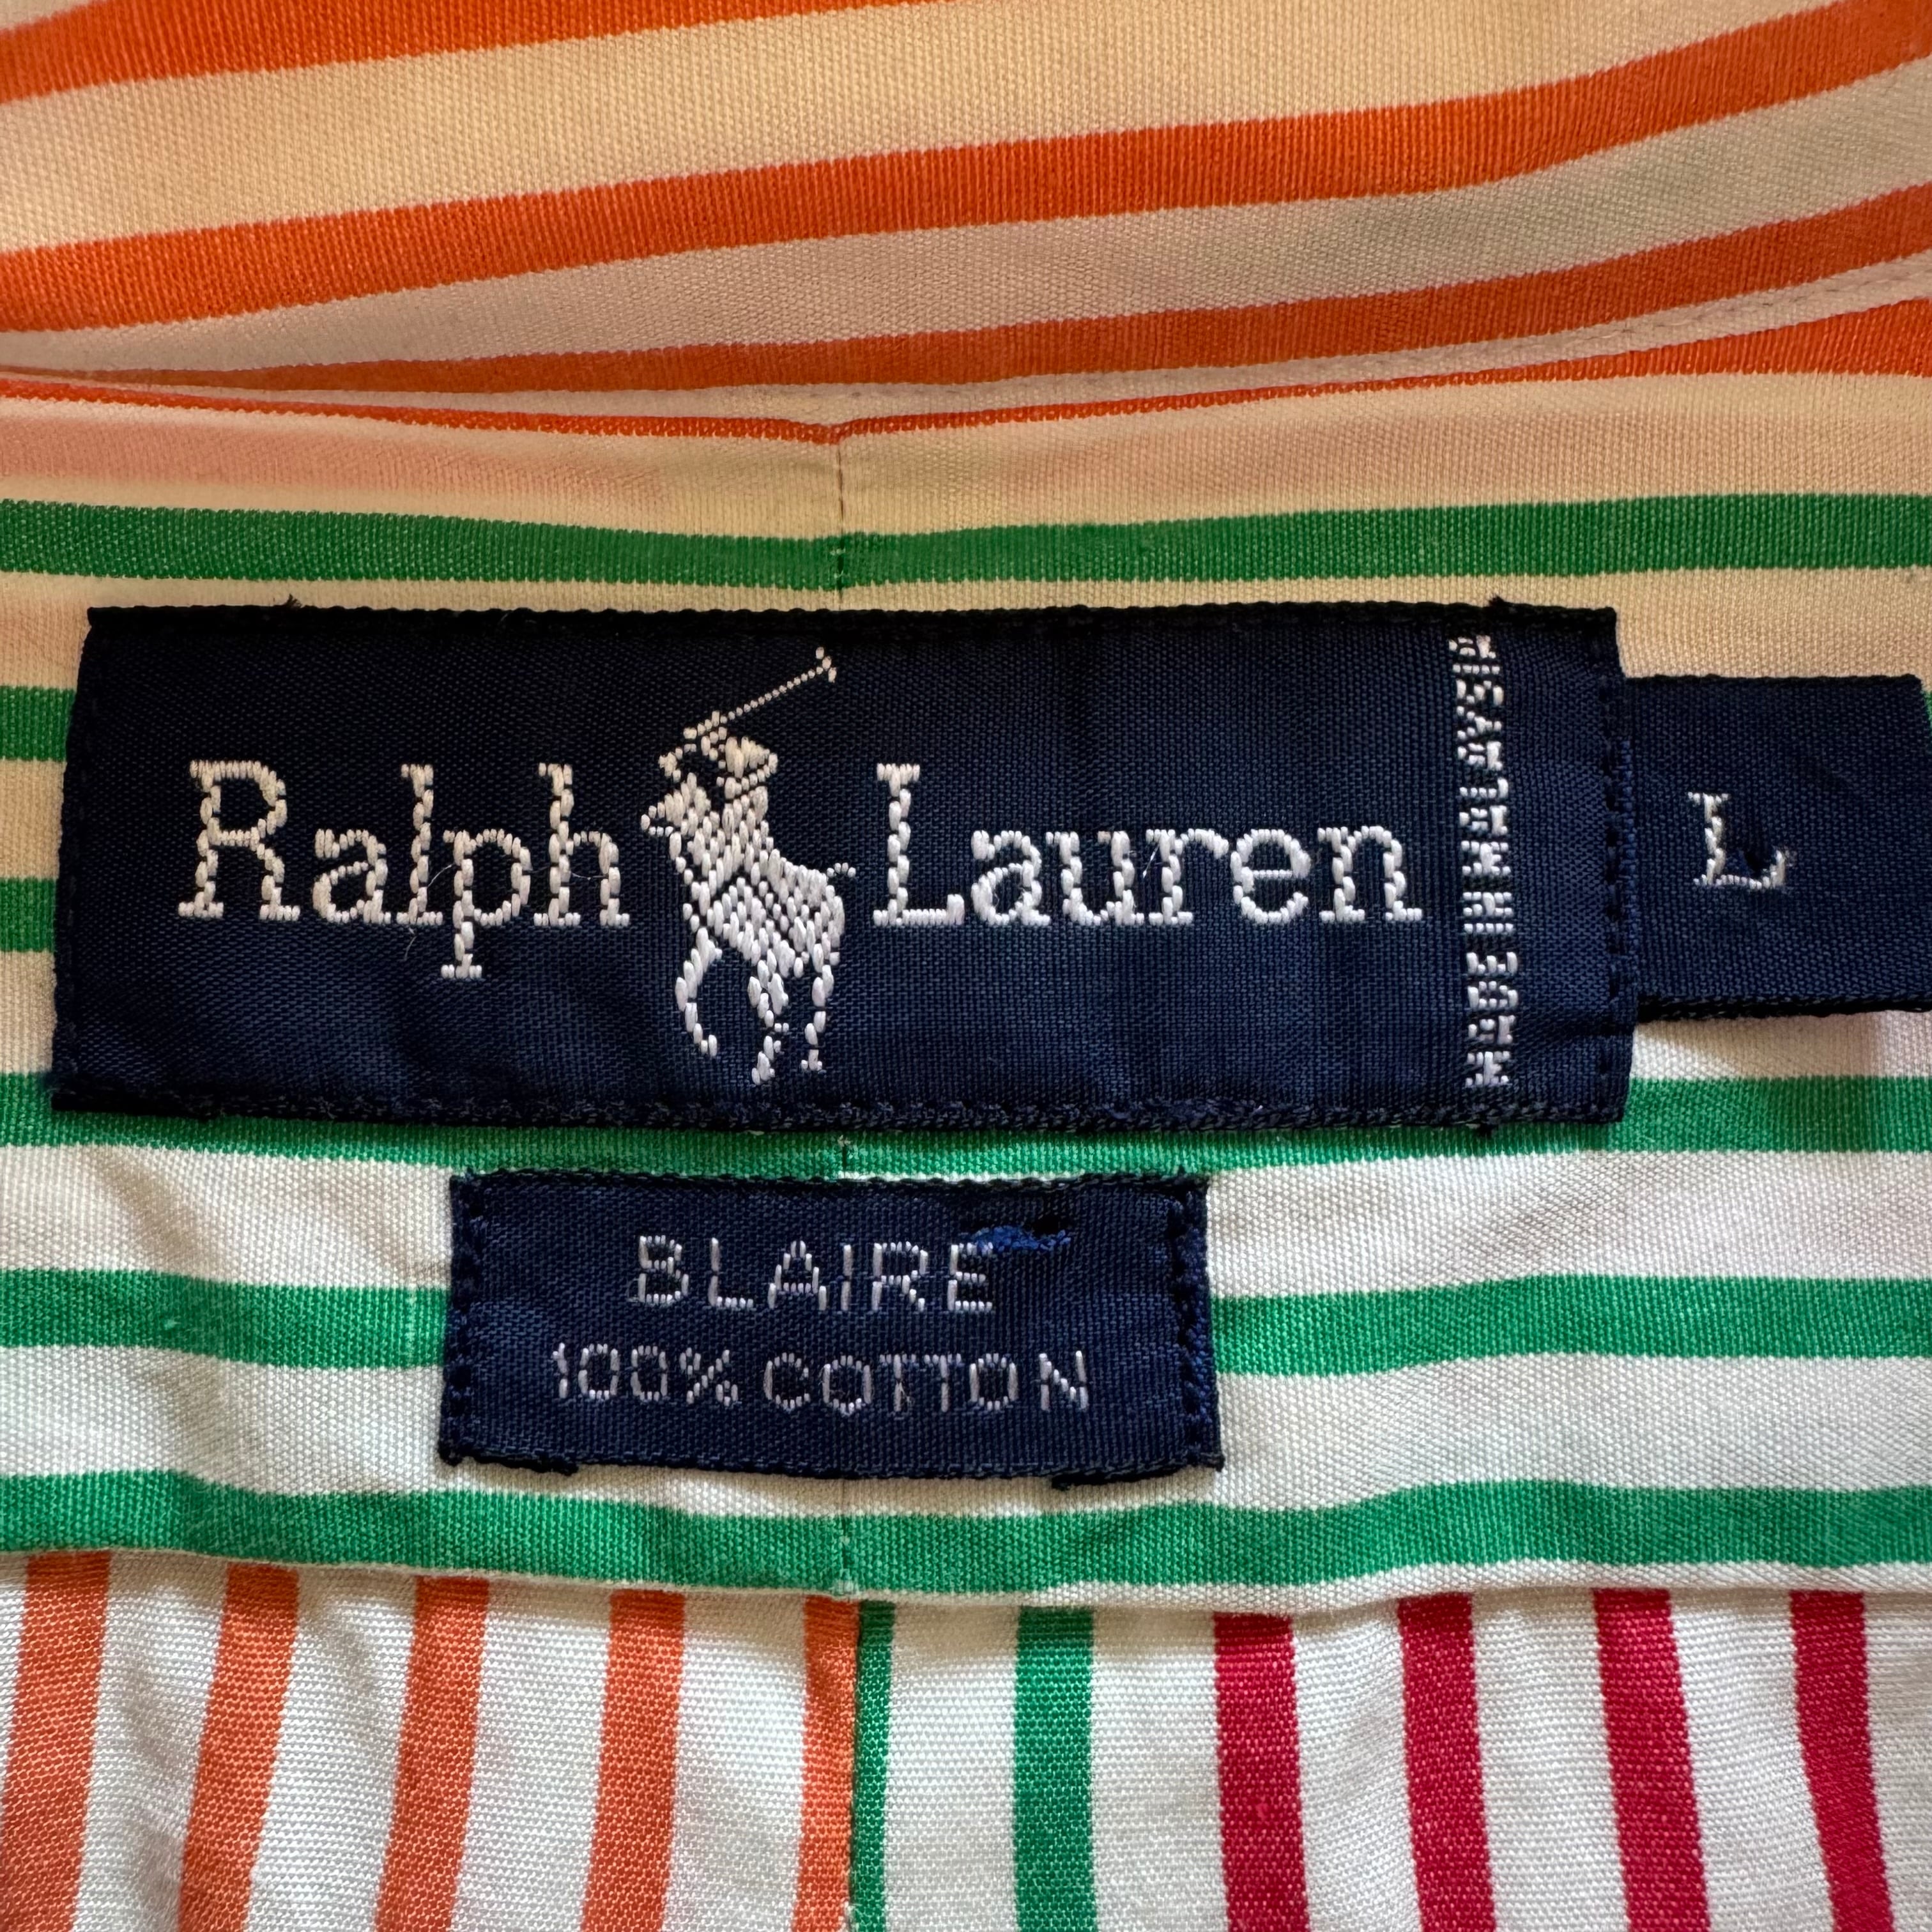 Ralph Lauren
MADE IN MALAYSIA
L
BLAIRE
100% COTTON